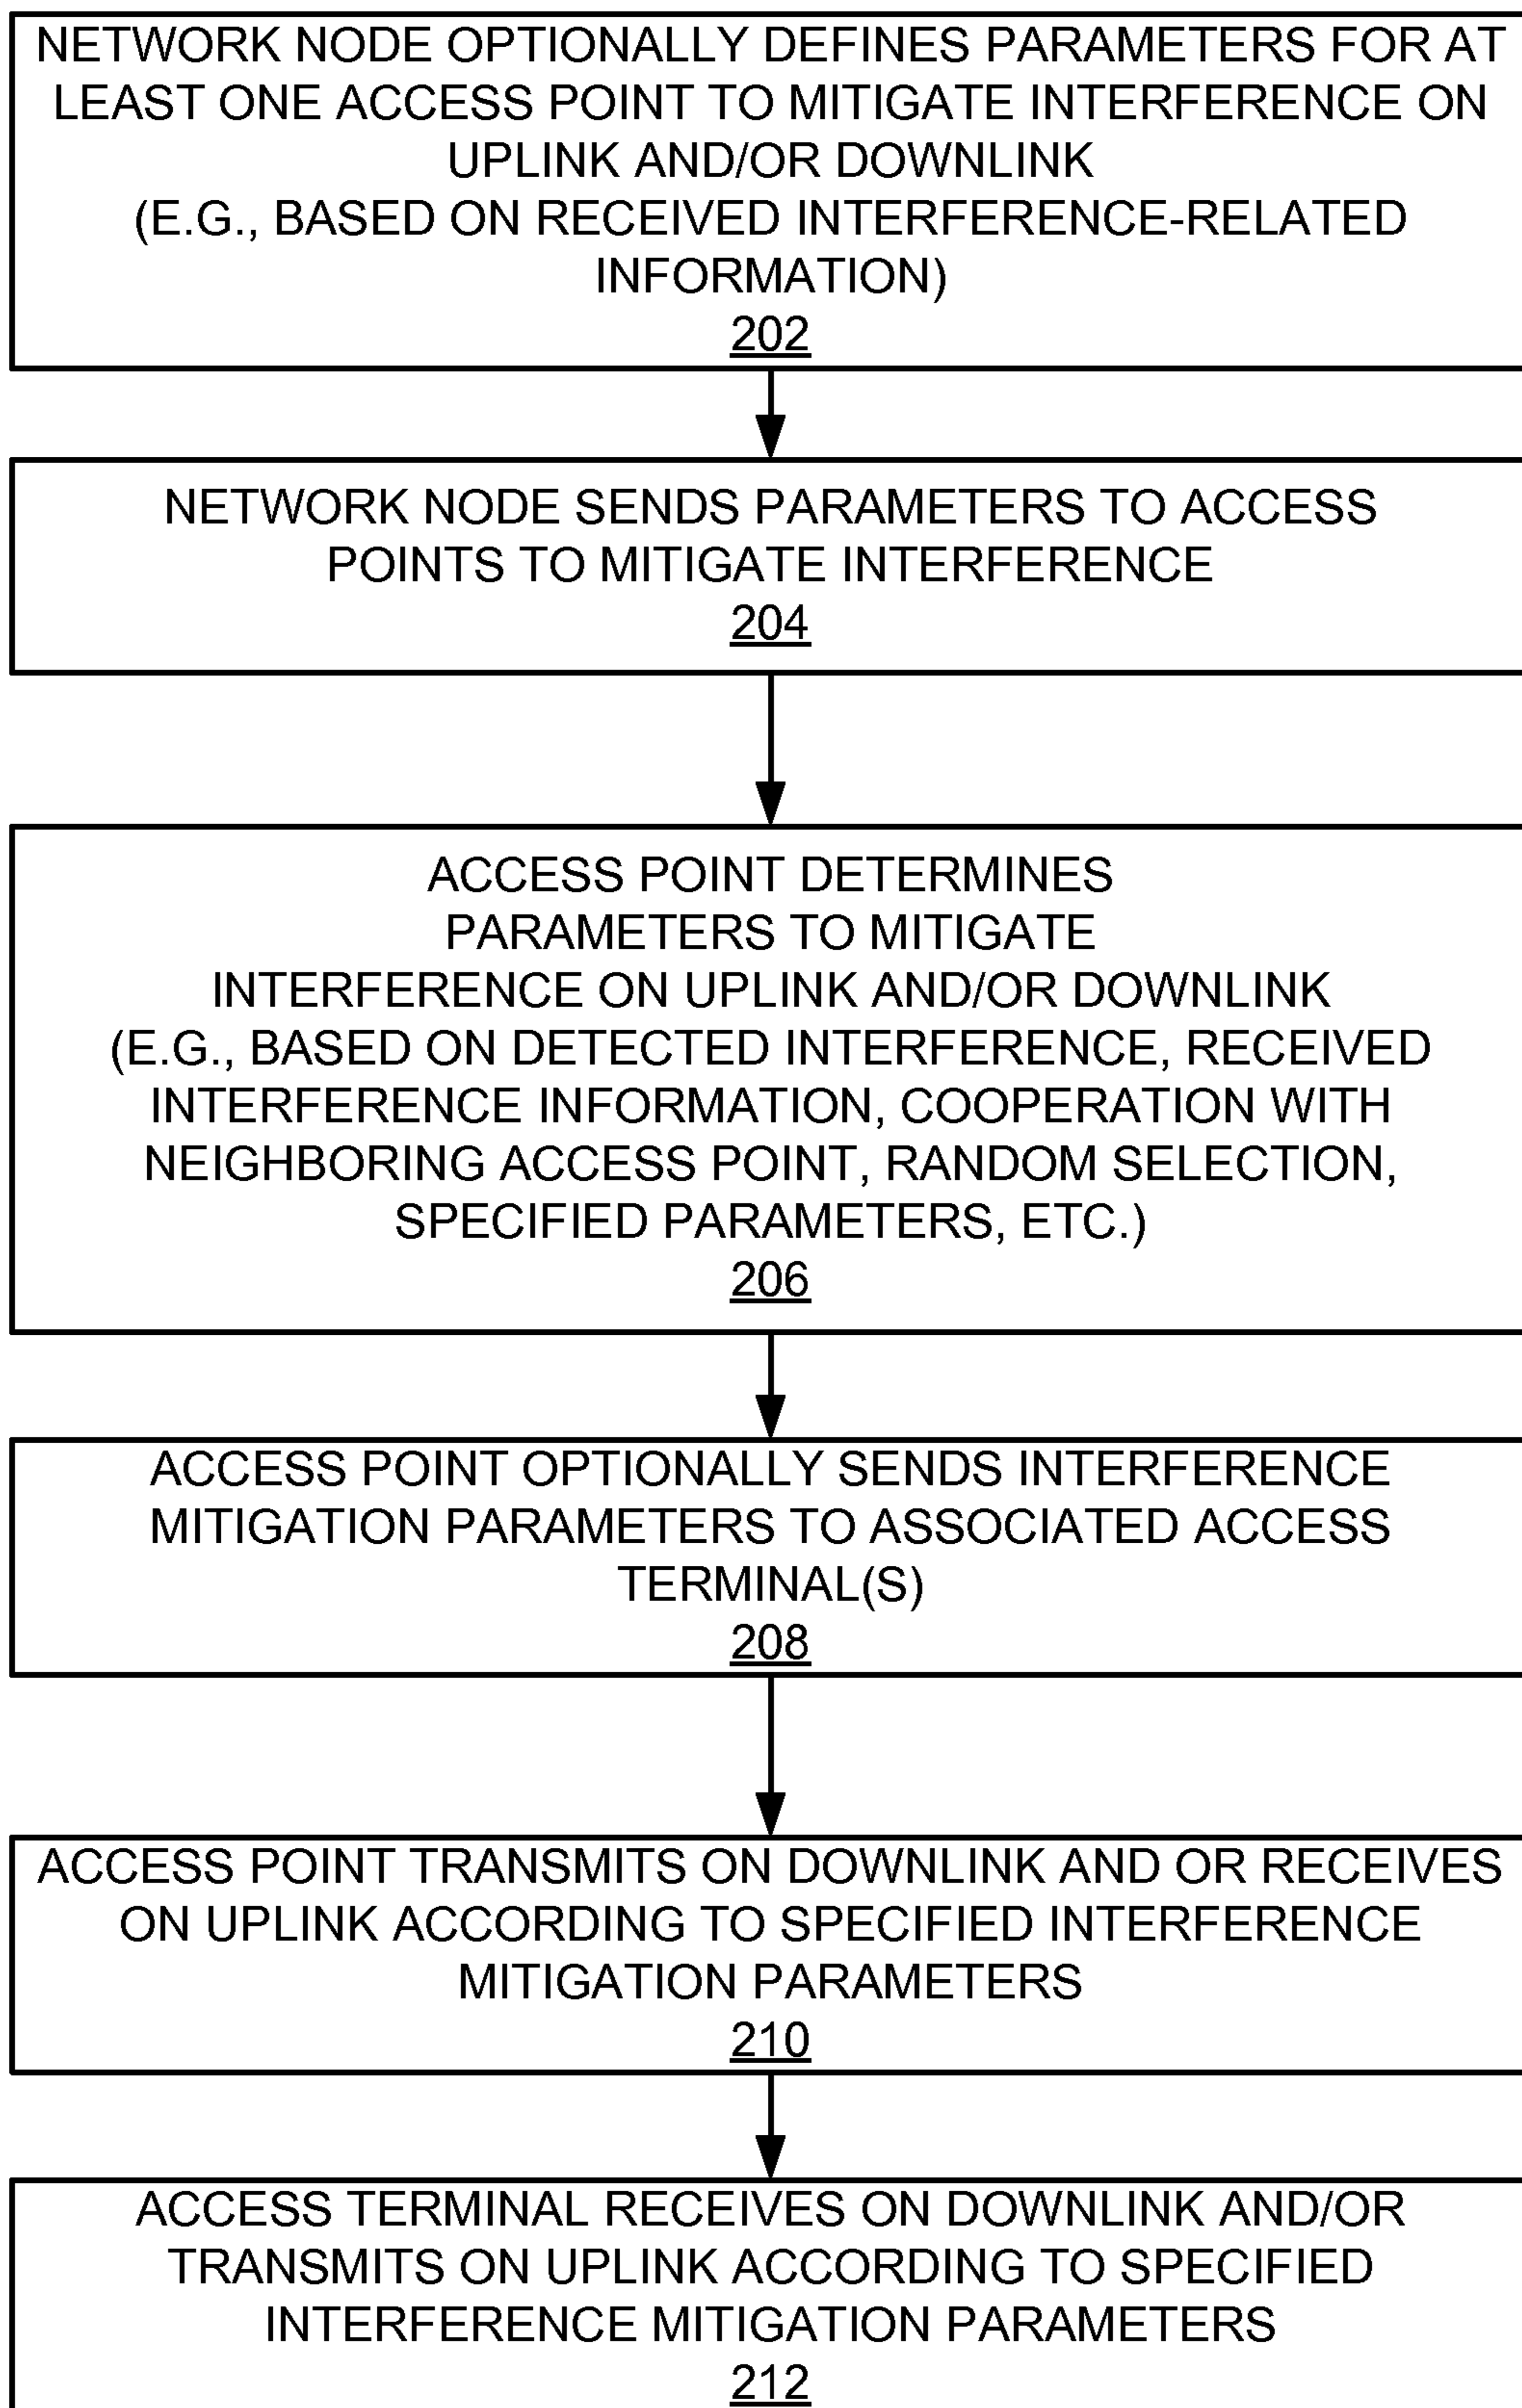 NETWORK NODE OPTIONALLY DEFINES PARAMETERS FOR AT
LEAST ONE ACCESS POINT TO MITIGATE INTERFERENCE ON
UPLINK AND/OR DOWNLINK
(E.G., BASED ON RECEIVED INTERFERENCE-RELATED
INFORMATION)
202
NETWORK NODE SENDS PARAMETERS TO ACCESS
POINTS TO MITIGATE INTERFERENCE
204
ACCESS POINT DETERMINES
PARAMETERS TO MITIGATE
INTERFERENCE ON UPLINK AND/OR DOWNLINK
(E.G., BASED ON DETECTED INTERFERENCE, RECEIVED
INTERFERENCE INFORMATION, COOPERATION WITH
NEIGHBORING ACCESS POINT, RANDOM SELECTION,
SPECIFIED PARAMETERS, ETC.)
206
ACCESS POINT OPTIONALLY SENDS INTERFERENCE
MITIGATION PARAMETERS TO ASSOCIATED ACCESS
TERMINAL(S)
208
ACCESS POINT TRANSMITS ON DOWNLINK AND OR RECEIVES
ON UPLINK ACCORDING TO SPECIFIED INTERFERENCE
MITIGATION PARAMETERS
210
ACCESS TERMINAL RECEIVES ON DOWNLINK AND/OR
TRANSMITS ON UPLINK ACCORDING TO SPECIFIED
INTERFERENCE MITIGATION PARAMETERS
212